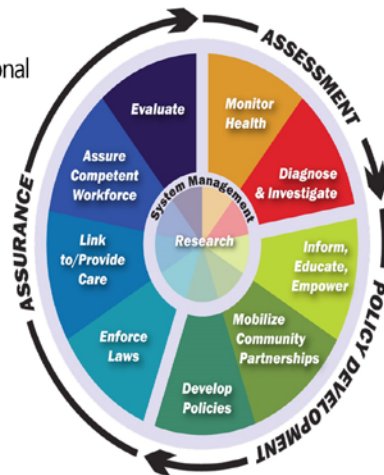 onal
ASSESSMENT
POLICY DEVELOPMENT
ASSURANCE
Monitor
Health
Diagnose
& Investigate
Inform,
Educate,
Empower
Mobilize
Community
Partnerships
Develop
Policies
Enforce
Laws
Link
to/Provide
Care
Assure
Competent
Workforce
Evaluate
System Management
Research